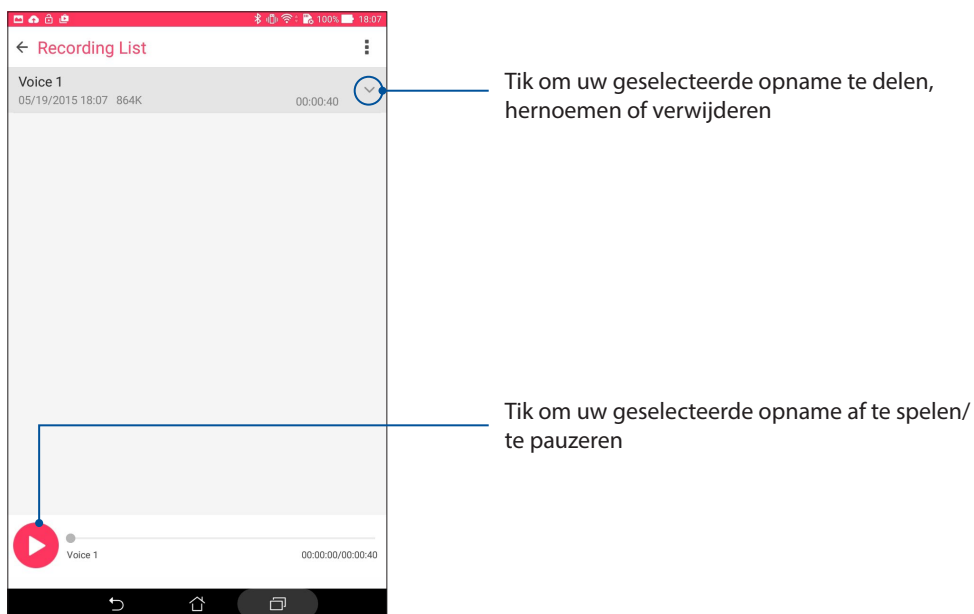 100% 18:07
Recording List
Voice 1
05/19/2015 18:07 864K 00:00:40
Tik om uw geselecteerde opname te delen,
hernoemen of verwijderen
Tik om uw geselecteerde opname af te spelen/
te pauzeren
Voice 1 00:00:00/00:00:40